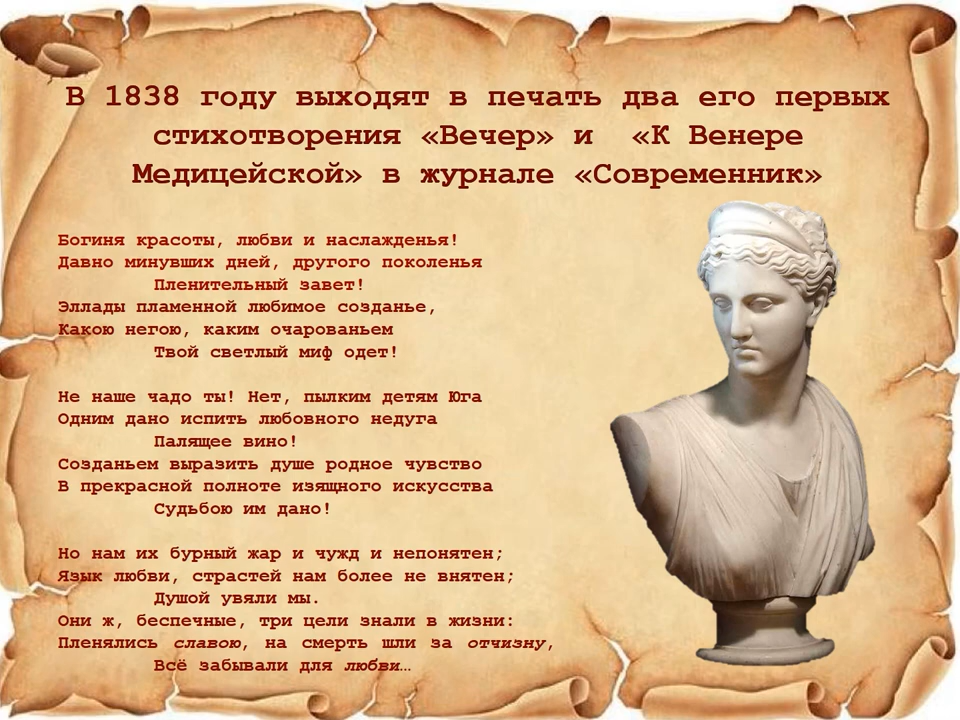 В 1838 году выходят в печать два его первых
стихотворения «Вечер» и «К Венере
Медицейской» в журнале «Современник»
Богиня красоты, любви и наслажденья!
Давно минувших дней, другого поколенья
Пленительный завет!
Эллады пламенной любимое созданье,
Какою негою, каким очарованьем
Твой светлый миф одет!
Не наше чадо ты! Нет, пылким детям Юга
Одним дано испить любовного недуга
Палящее вино!
Созданьем выразить душе родное чувство
В прекрасной полноте изящного искусства
Судьбою им дано!
Но нам их бурный жар и чужд и непонятен;
Язык любви, страстей нам более не внятен;
Душой увяли мы.
Они ж, беспечные, три цели знали в жизни:
Пленялись славою, на смерть шли за отчизну,
Всё забывали для любви…